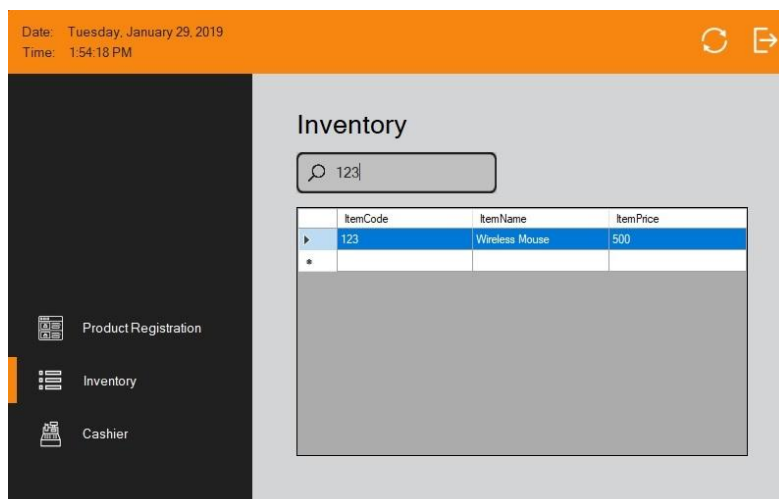 Date: Tuesday, January 29, 2019
Time: 1:54:18 PM
Inventory
123
ItemCode ItemName ItemPrice
123 Wireless Mouse 500
Product Registration
Inventory
Cashier